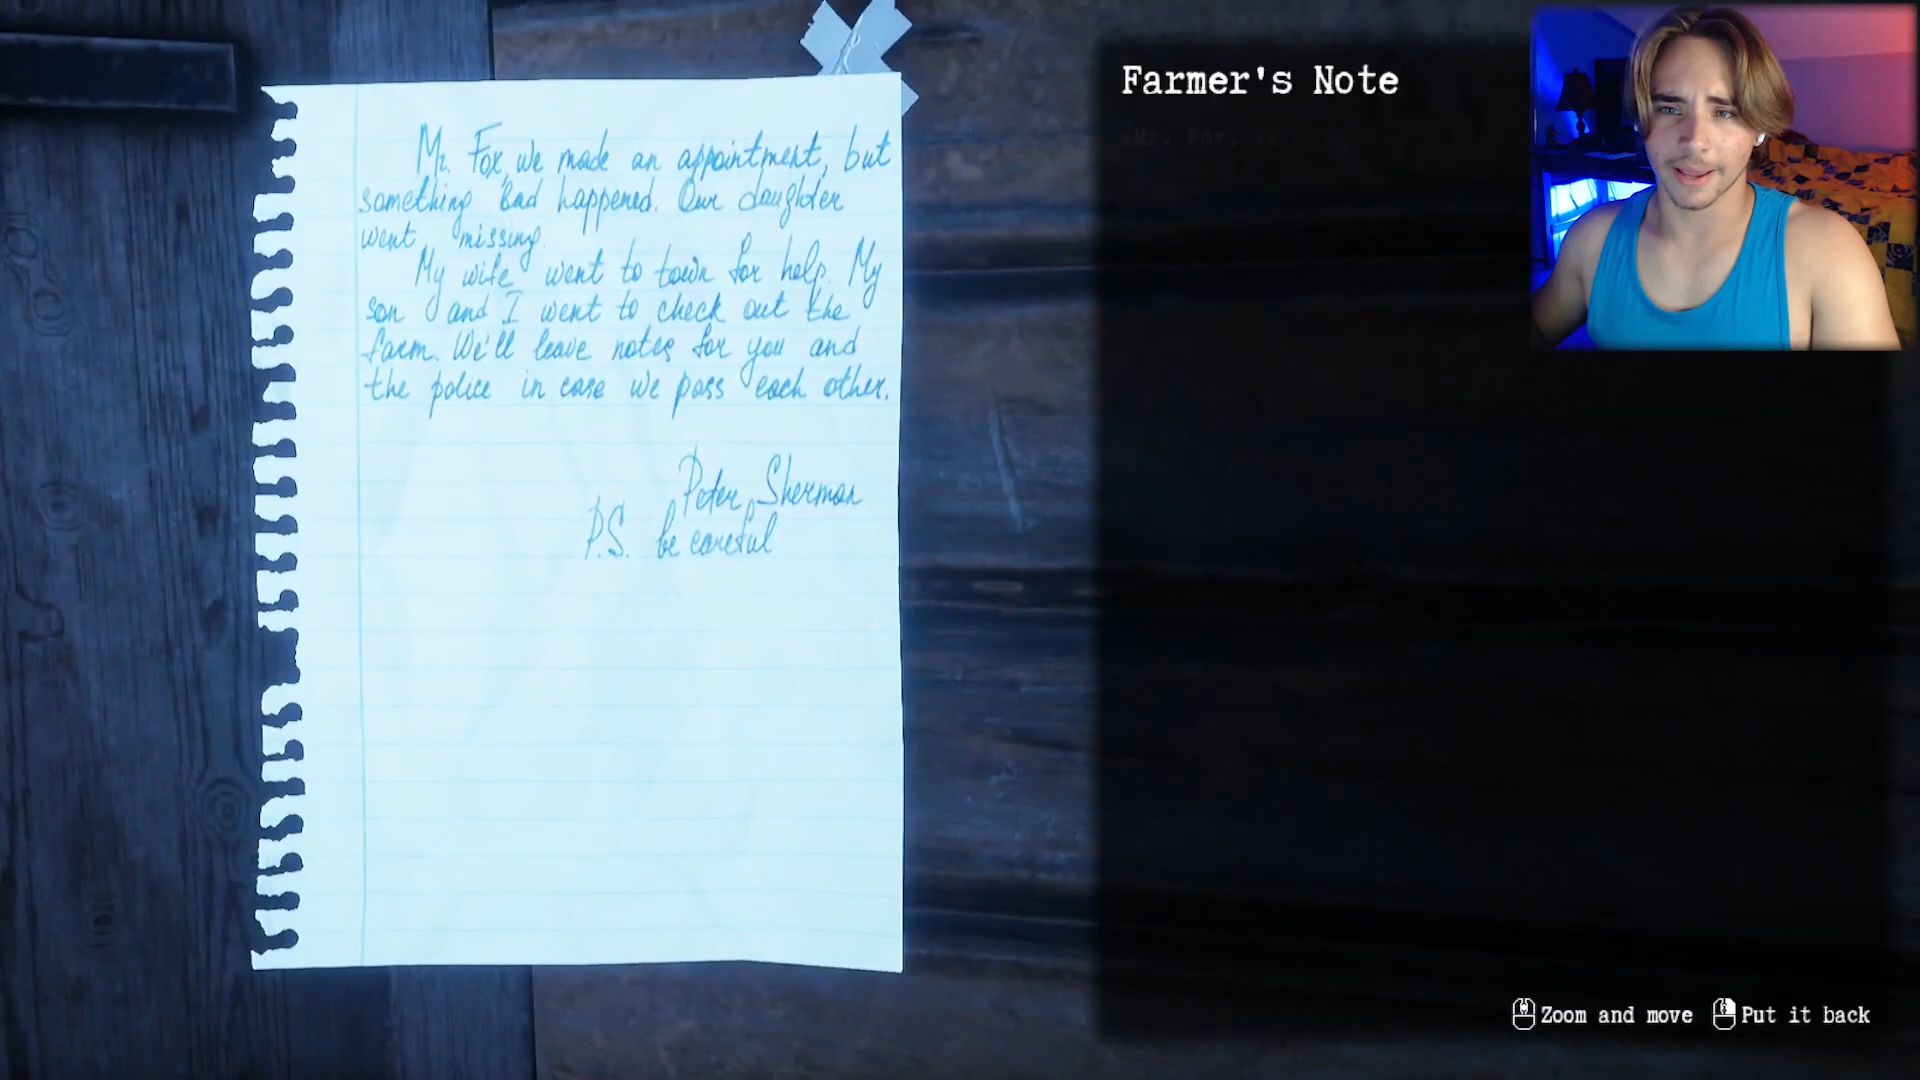 Mr. Fox, we made an appointment, but
something bad happened. Our daughter
went missing.
My wife went to town for help. My
son and I went to check out the
farm. We'll leave notes for you and
the police in case we pass each other.
Peter Sherman
P.S. be careful
Farmer's Note
«Mr. Fox,
Zoom and move
Put it back